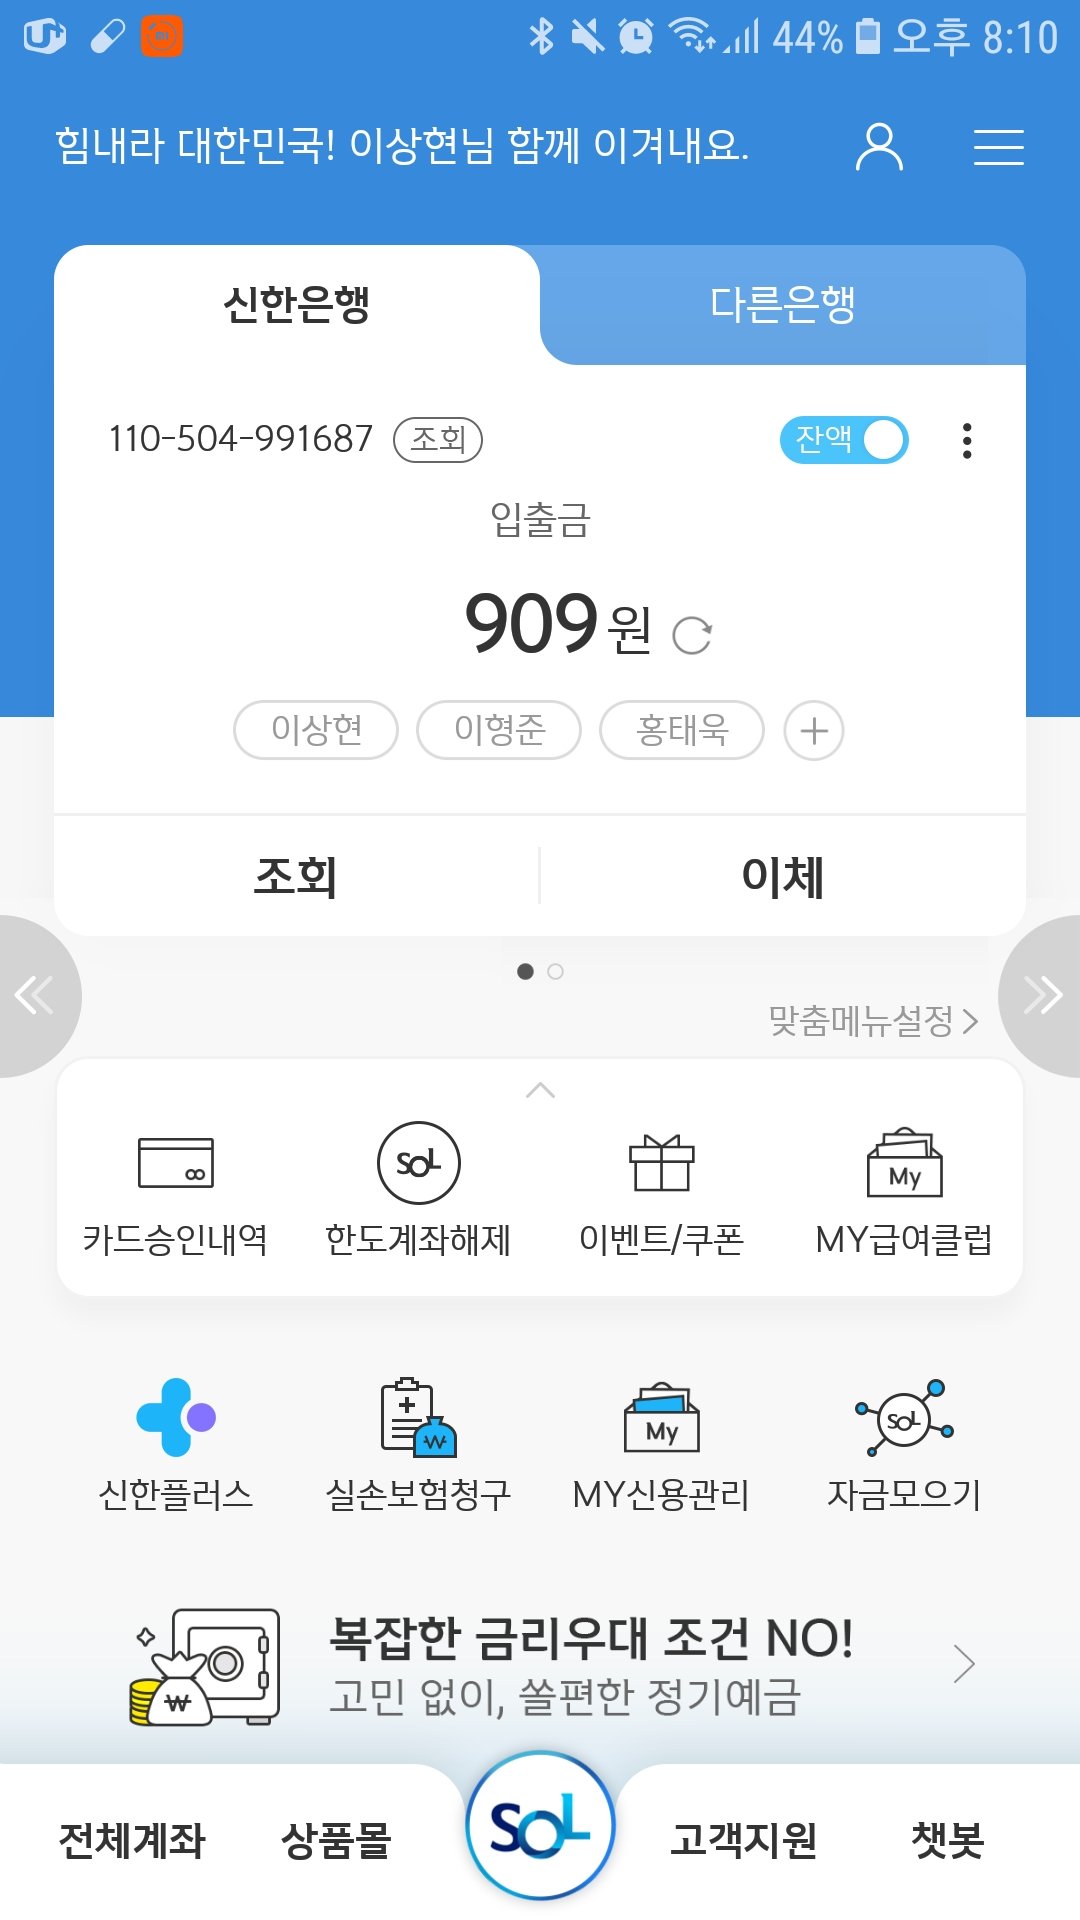 44% 오후 8:10
힘내라 대한민국! 이상현님 함께 이겨내요.
신한은행 다른은행
110-504-991687 조회 잔액
입출금
909원
이상현 이형준 홍태욱
조회 이체
맞춤메뉴설정
SOL My
카드승인내역 한도계좌해제 이벤트/쿠폰 MY급여클럽
My SOL
신한플러스 실손보험청구 MY신용관리 자금모으기
복잡한 금리우대 조건 NO!
고민 없이, 쏠편한 정기예금
전체계좌 상품몰 SOL 고객지원 챗봇